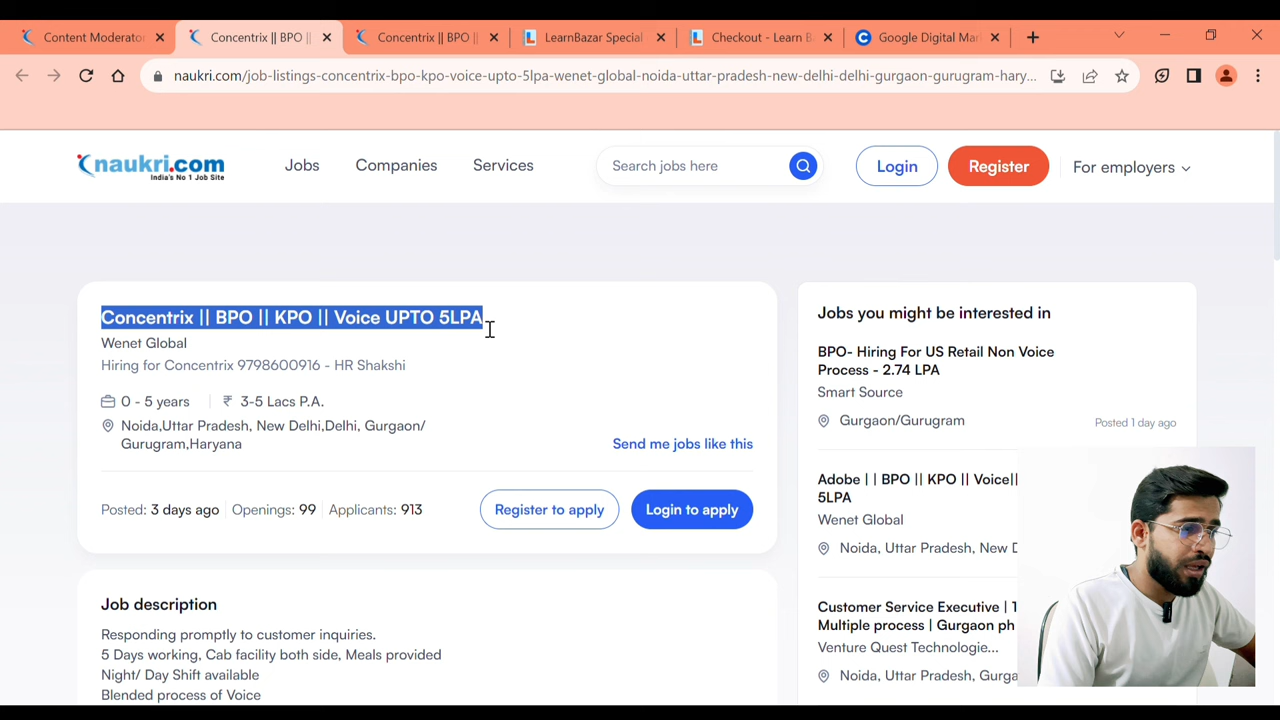 Content Moderator
Concentrix || BPO ||
Concentrix || BPO ||
LearnBazar Special
Checkout - Learn B
Google Digital Mar
naukri.com/job-listings-concentrix-bpo-kpo-voice-upto-5lpa-wenet-global-noida-uttar-pradesh-new-delhi-delhi-gurgaon-gurugram-hary...
naukri.com
India's No 1 Job Site
Jobs
Companies
Services
Search jobs here
Login
Register
For employers
Concentrix || BPO || KPO || Voice UPTO 5LPA
Wenet Global
Hiring for Concentrix 9798600916 - HR Shakshi
0 - 5 years
₹ 3-5 Lacs P.A.
Noida,Uttar Pradesh, New Delhi,Delhi, Gurgaon/
Gurugram,Haryana
Send me jobs like this
Posted: 3 days ago
Openings: 99
Applicants: 913
Register to apply
Login to apply
Job description
Responding promptly to customer inquiries.
5 Days working, Cab facility both side, Meals provided
Night/ Day Shift available
Blended process of Voice
Jobs you might be interested in
BPO- Hiring For US Retail Non Voice
Process - 2.74 LPA
Smart Source
Gurgaon/Gurugram
Posted 1 day ago
Adobe | | BPO || KPO || Voice||
5LPA
Wenet Global
Noida, Uttar Pradesh, New D
Customer Service Executive | 1
Multiple process | Gurgaon ph
Venture Quest Technologie...
Noida, Uttar Pradesh, Gurga